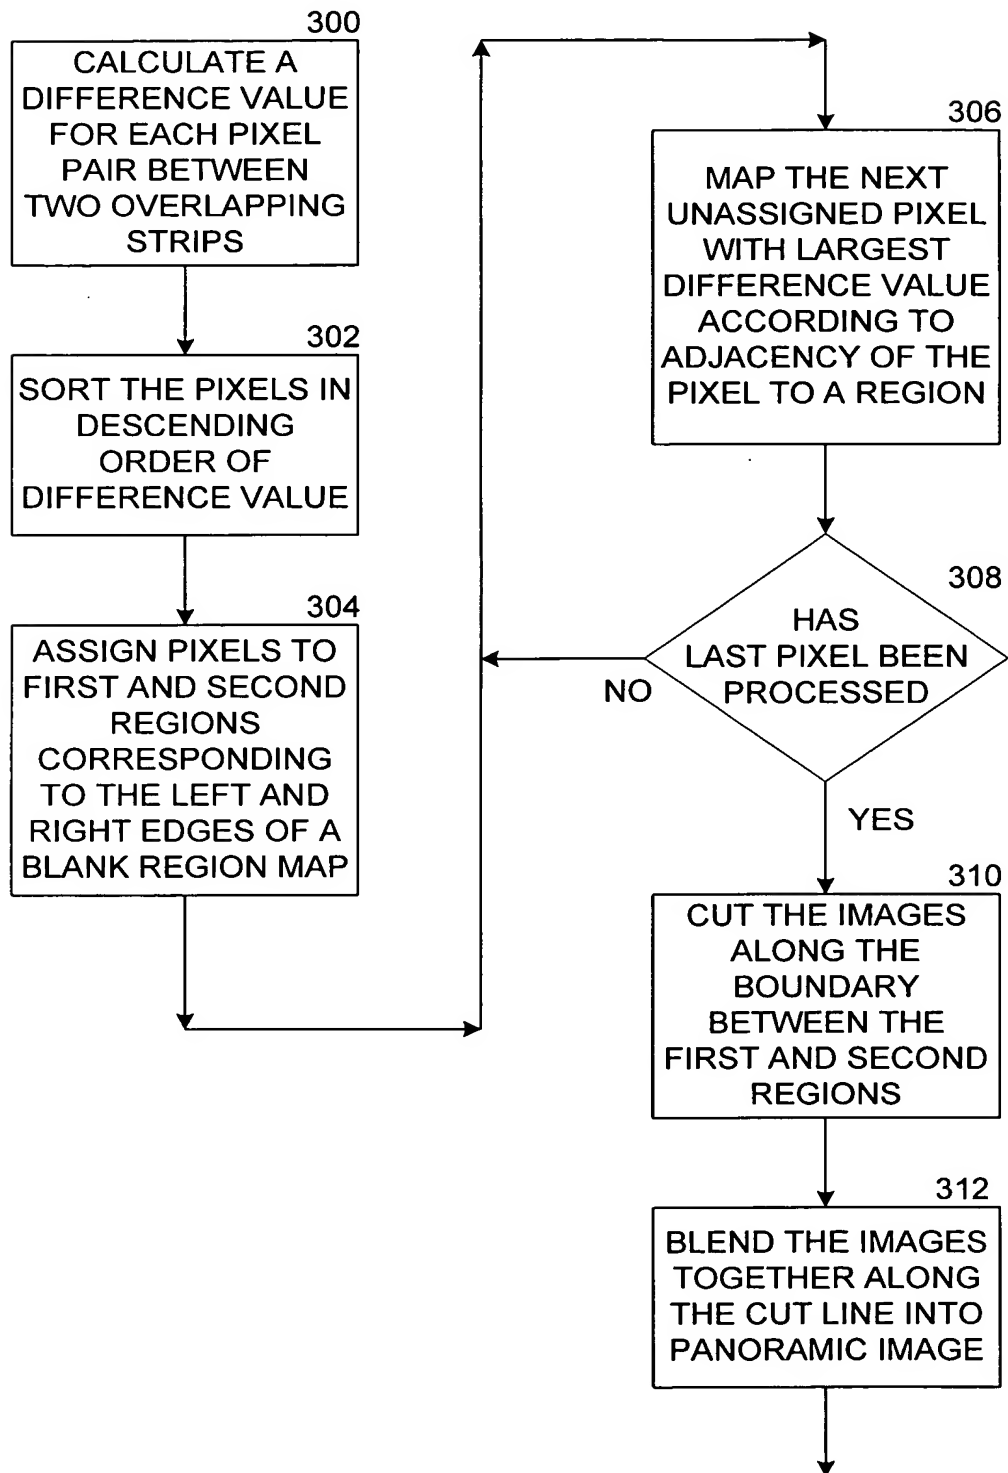 300
CALCULATE A
DIFFERENCE VALUE
FOR EACH PIXEL
PAIR BETWEEN
TWO OVERLAPPING
STRIPS
302
SORT THE PIXELS IN
DESCENDING
ORDER OF
DIFFERENCE VALUE
304
ASSIGN PIXELS TO
FIRST AND SECOND
REGIONS
CORRESPONDING
TO THE LEFT AND
RIGHT EDGES OF A
BLANK REGION MAP
306
MAP THE NEXT
UNASSIGNED PIXEL
WITH LARGEST
DIFFERENCE VALUE
ACCORDING TO
ADJACENCY OF THE
PIXEL TO A REGION
308
HAS
LAST PIXEL BEEN
PROCESSED
NO
YES
310
CUT THE IMAGES
ALONG THE
BOUNDARY
BETWEEN THE
FIRST AND SECOND
REGIONS
312
BLEND THE IMAGES
TOGETHER ALONG
THE CUT LINE INTO
PANORAMIC IMAGE